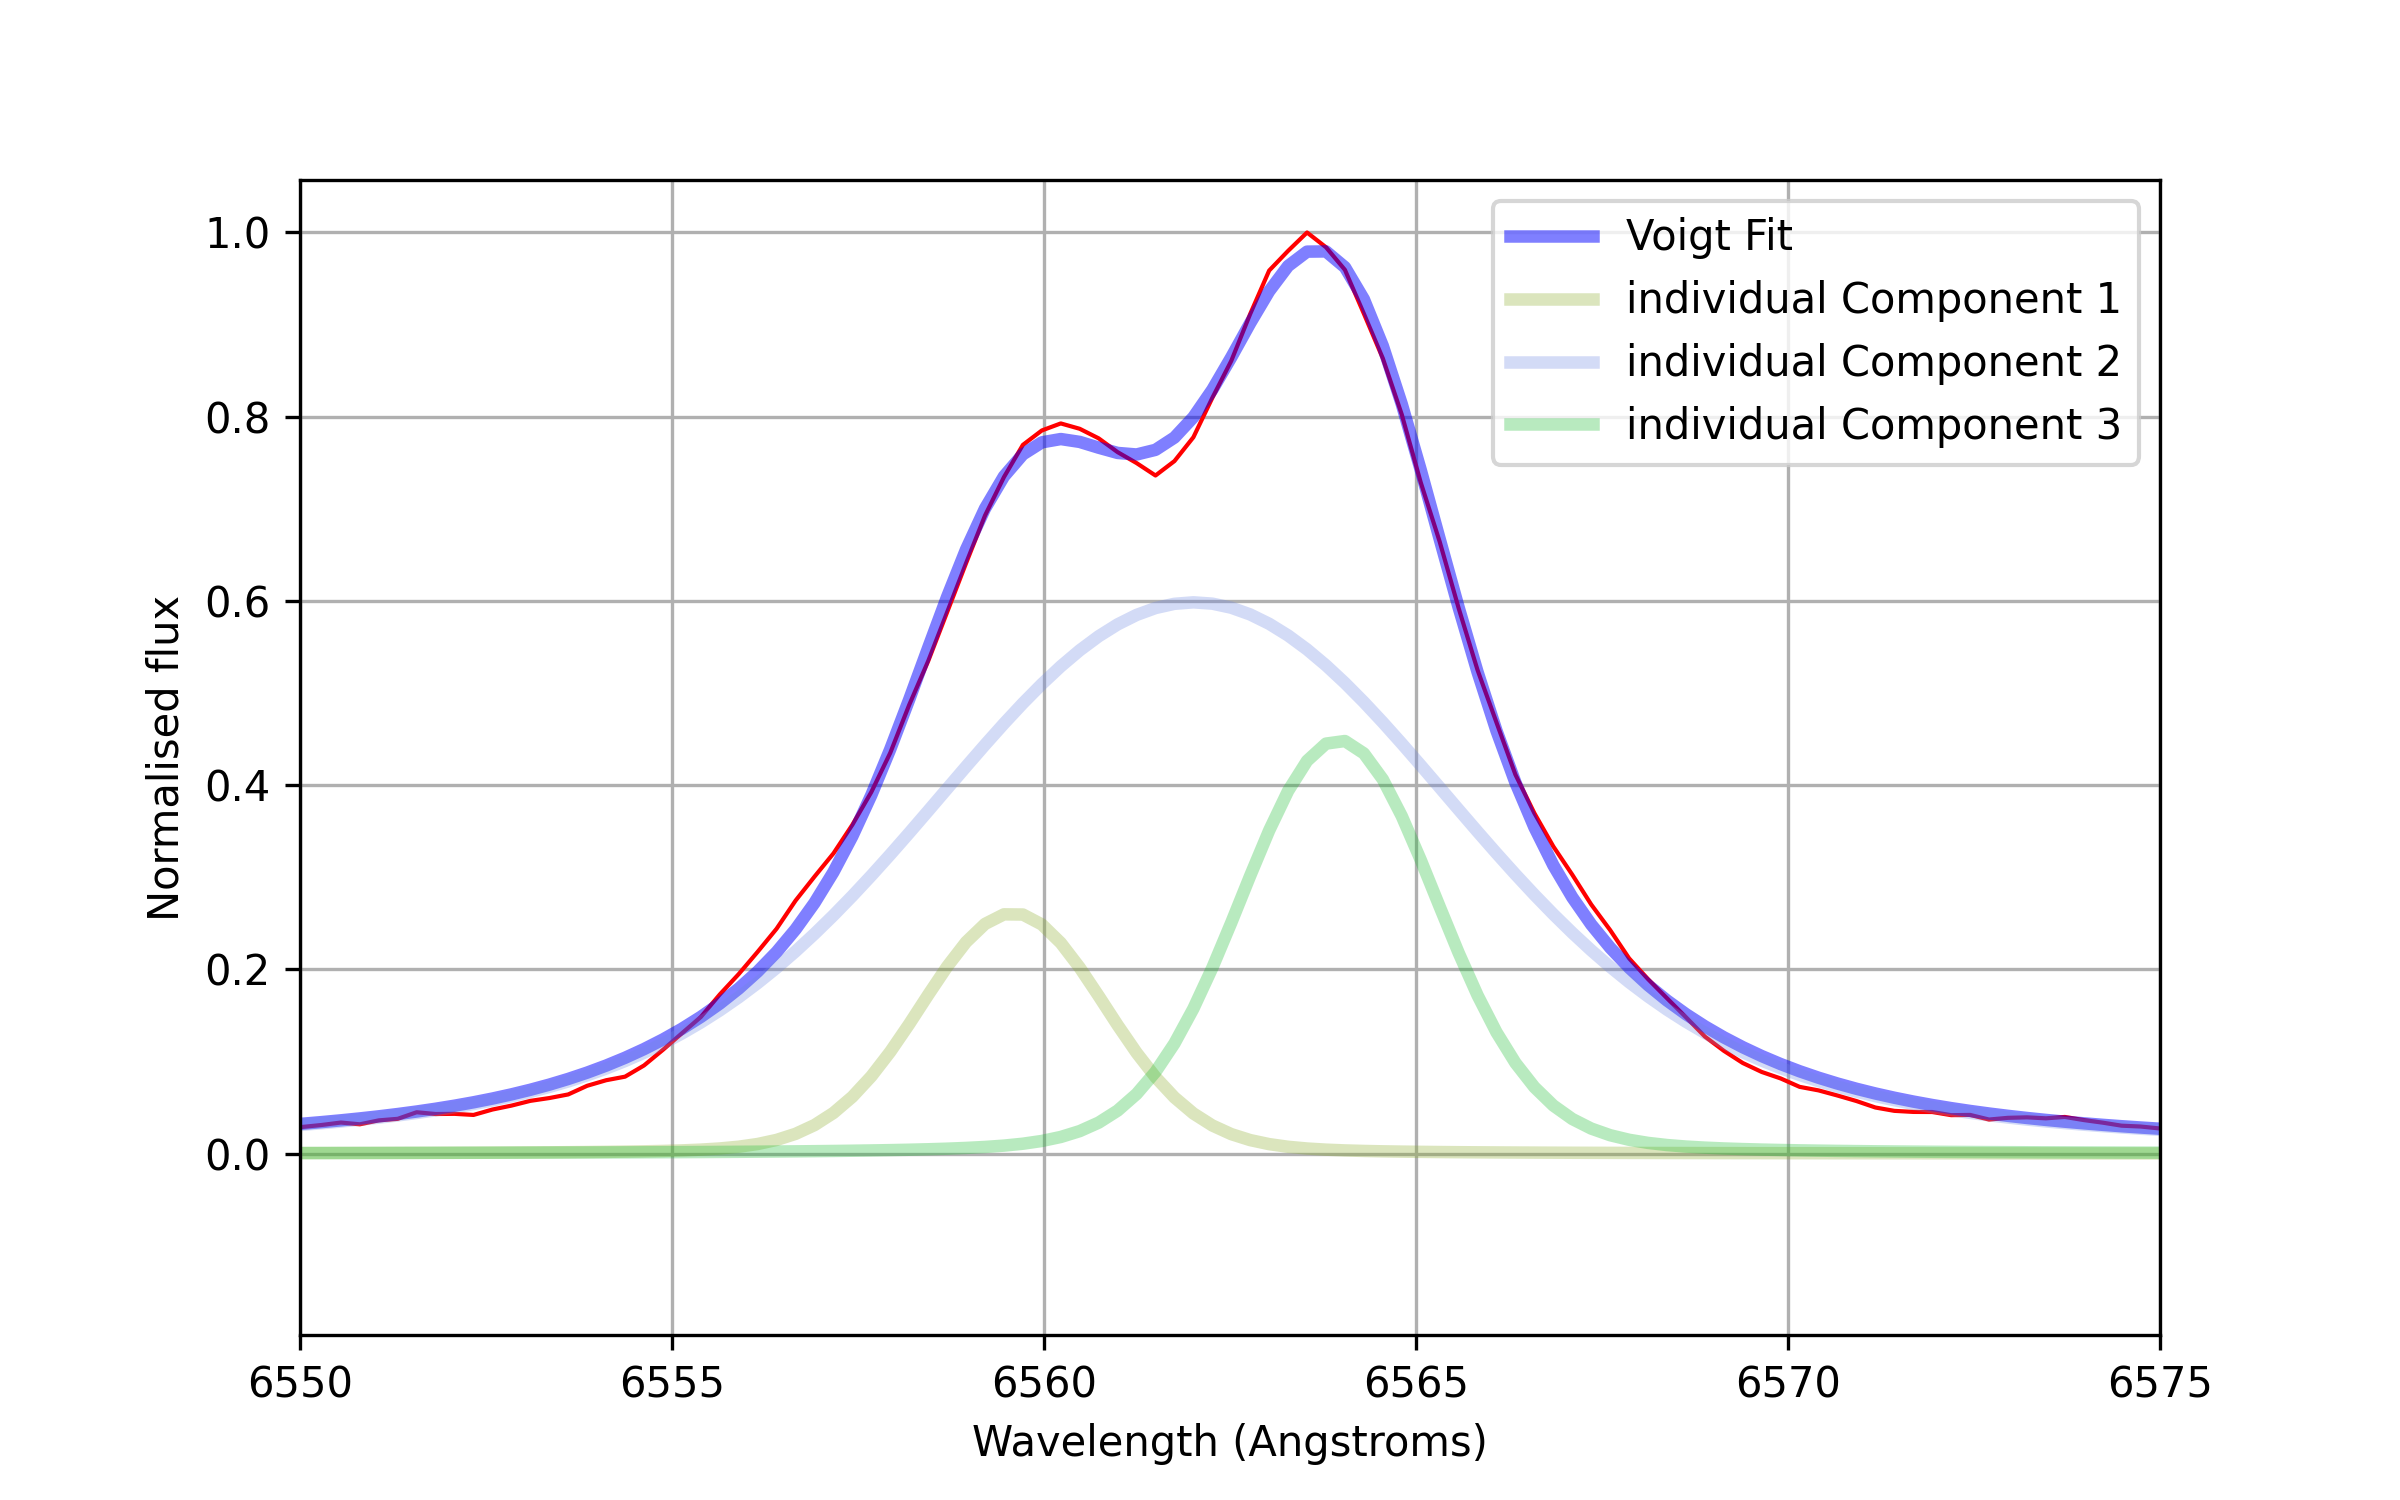 Voigt Fit
individual Component 1
individual Component 2
individual Component 3
Normalised flux
1.0
0.8
0.6
0.4
0.2
0.0
6550 6555 6560 6565 6570 6575
Wavelength (Angstroms)